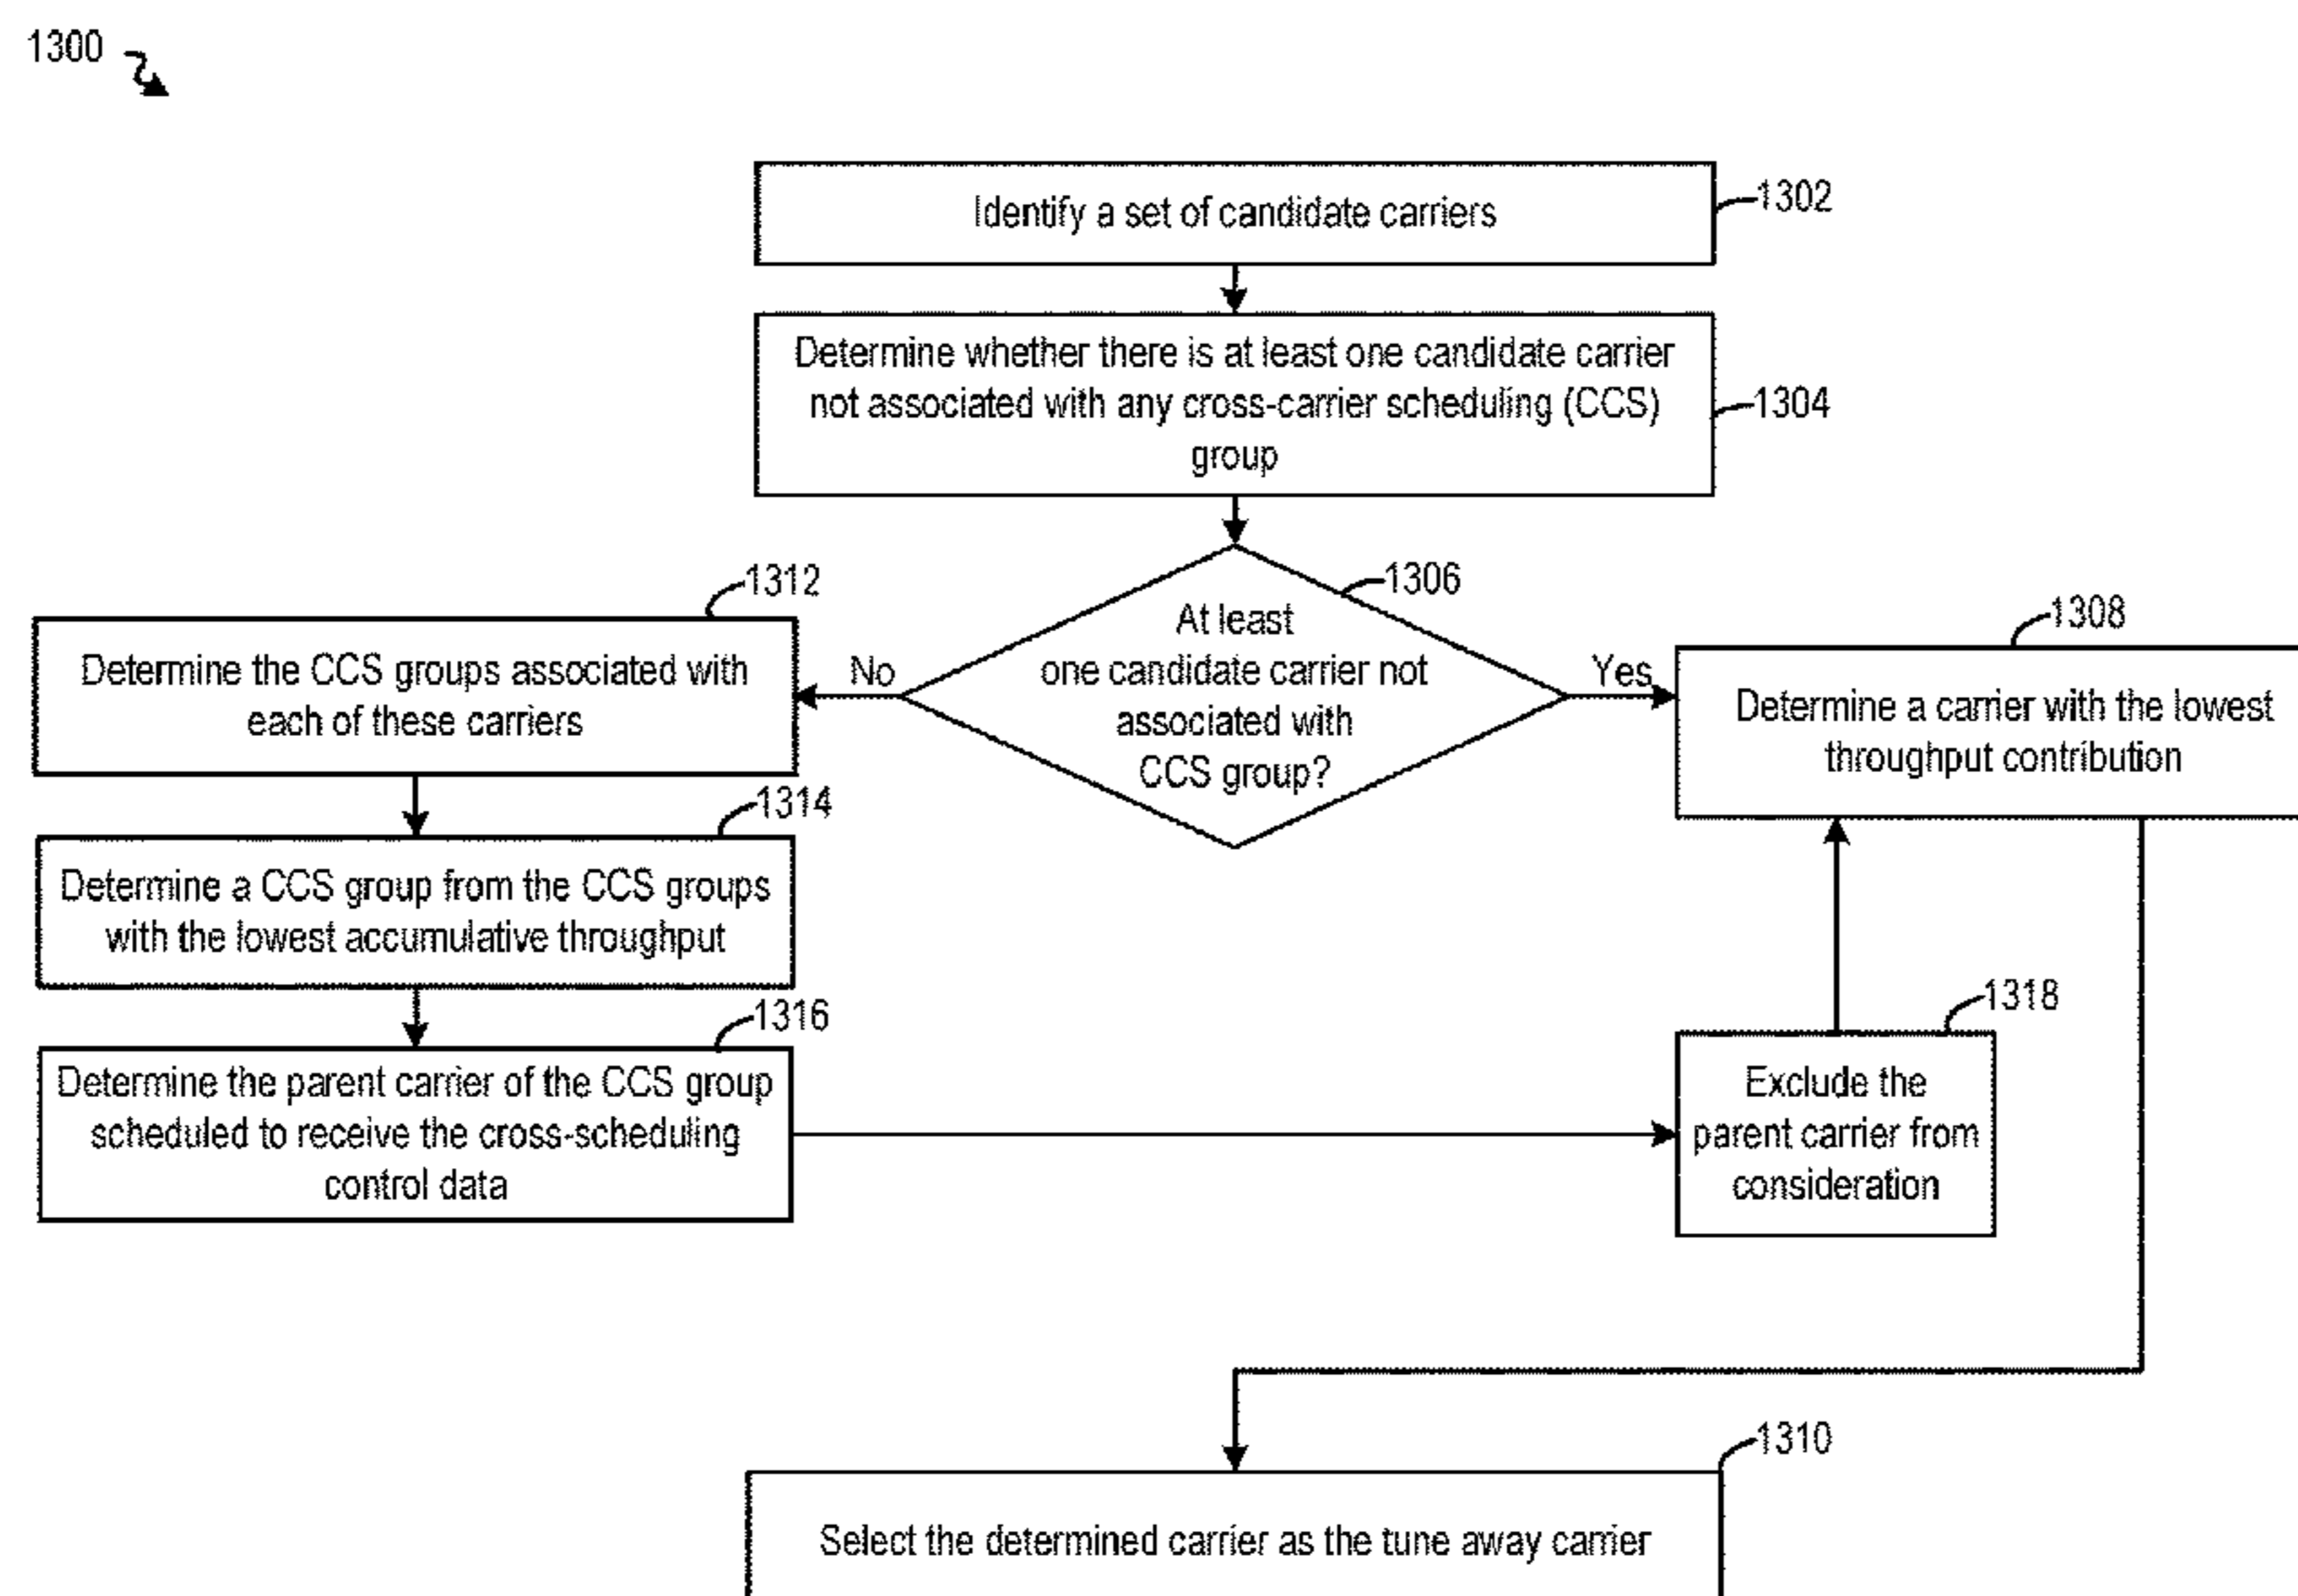 1300
Identify a set of candidate carriers
1302
Determine whether there is at least one candidate carrier
not associated with any cross-carrier scheduling (CCS)
group
1304
At least
one candidate carrier not
associated with
CCS group?
1306
No
Yes
1312
Determine the CCS groups associated with
each of these carriers
1308
Determine a carrier with the lowest
throughput contribution
1314
Determine a CCS group from the CCS groups
with the lowest accumulative throughput
1316
Determine the parent carrier of the CCS group
scheduled to receive the cross-scheduling
control data
1318
Exclude the
parent carrier from
consideration
1310
Select the determined carrier as the tune away carrier